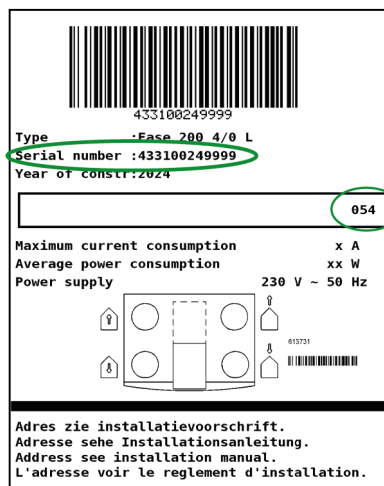 433100249999
Type :Ease 200 4/0 L
Serial number :433100249999
Year of constr:2024
054
Maximum current consumption x A
Average power consumption xx W
Power supply 230 V ~ 50 Hz
615731
Adres zie installatievoorschrift.
Adresse sehe Installationsanleitung.
Address see installation manual.
L'adresse voir le reglement d'installation.